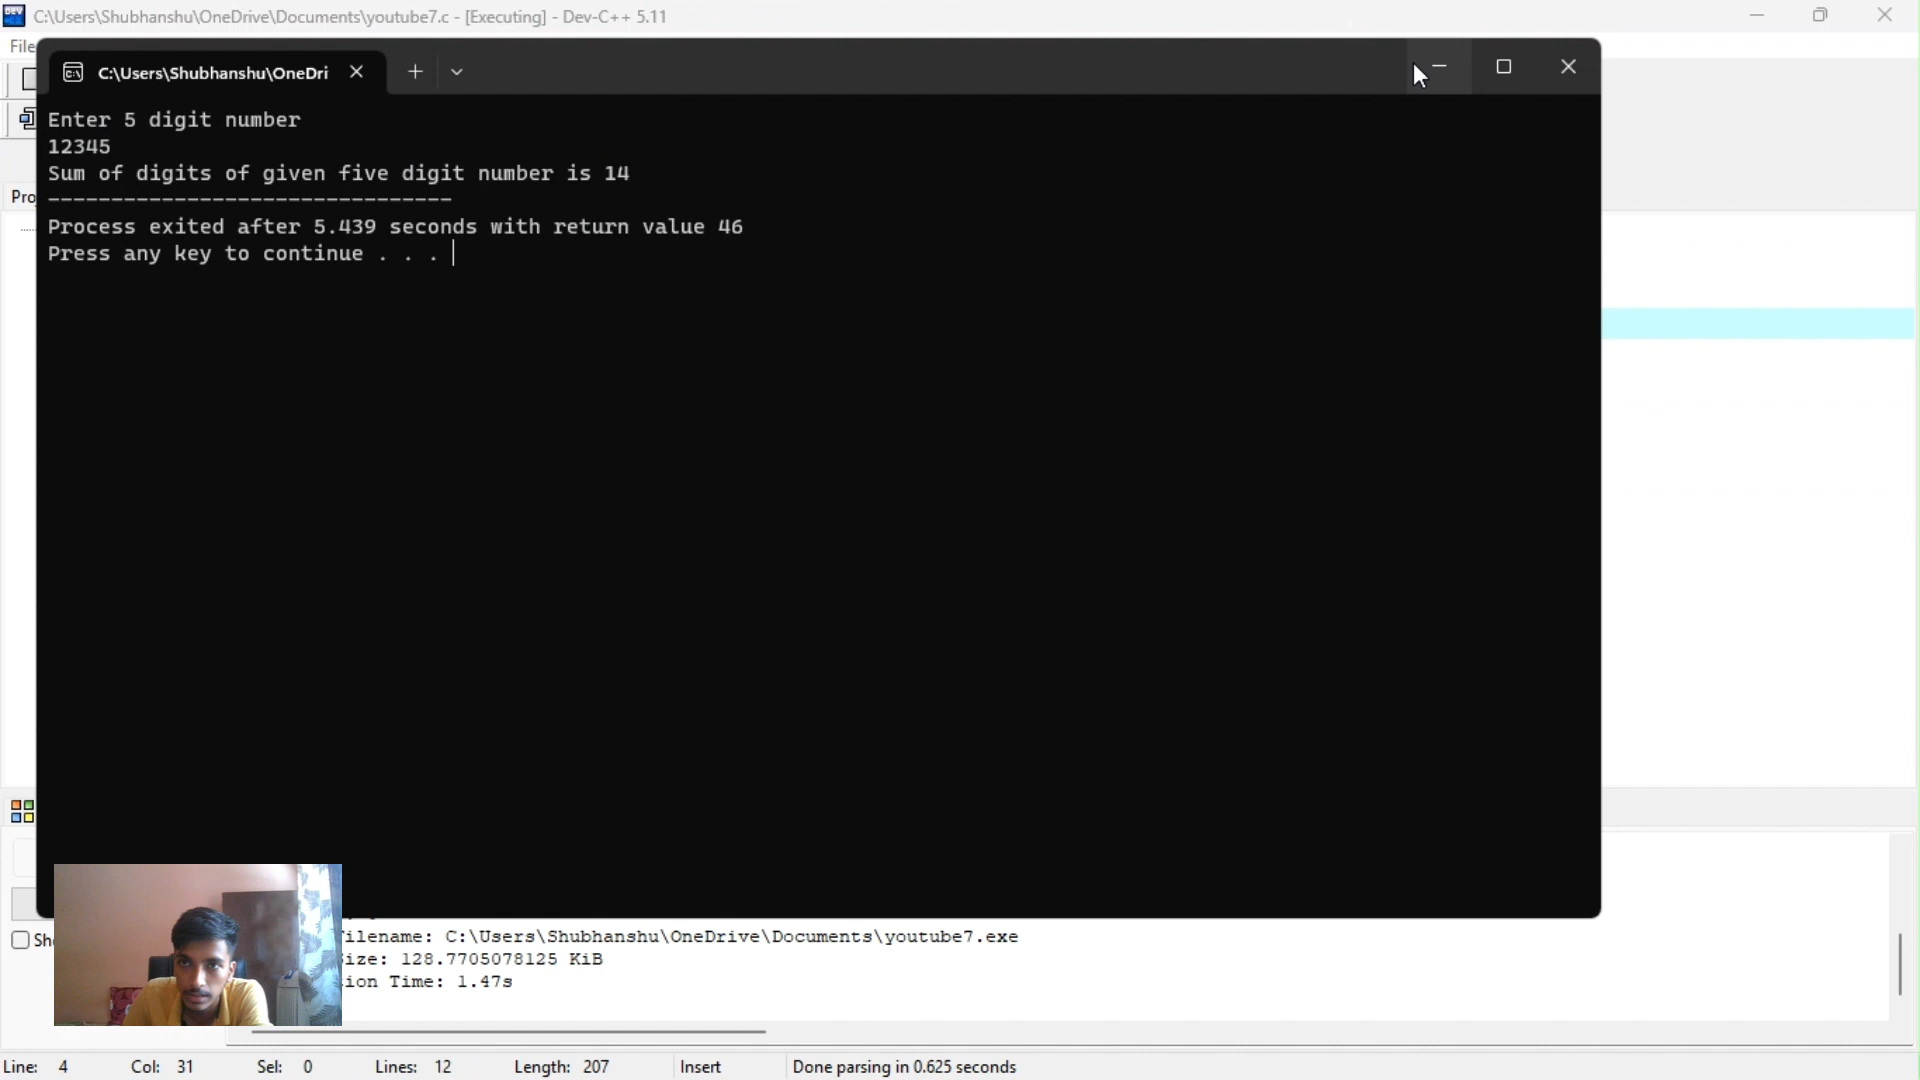 C:\Users\Shubhanshu\OneDrive\Documents\youtube7.c - [Executing] - Dev-C++ 5.11
File
C:\Users\Shubhanshu\OneDri
Enter 5 digit number
12345
Sum of digits of given five digit number is 14
--------------------------------
Process exited after 5.439 seconds with return value 46
Press any key to continue . . .
ilename: C:\Users\Shubhanshu\OneDrive\Documents\youtube7.exe
ize: 128.7705078125 KiB
ion Time: 1.47s
Line: 4 Col: 31 Sel: 0 Lines: 12 Length: 207 Insert Done parsing in 0.625 seconds